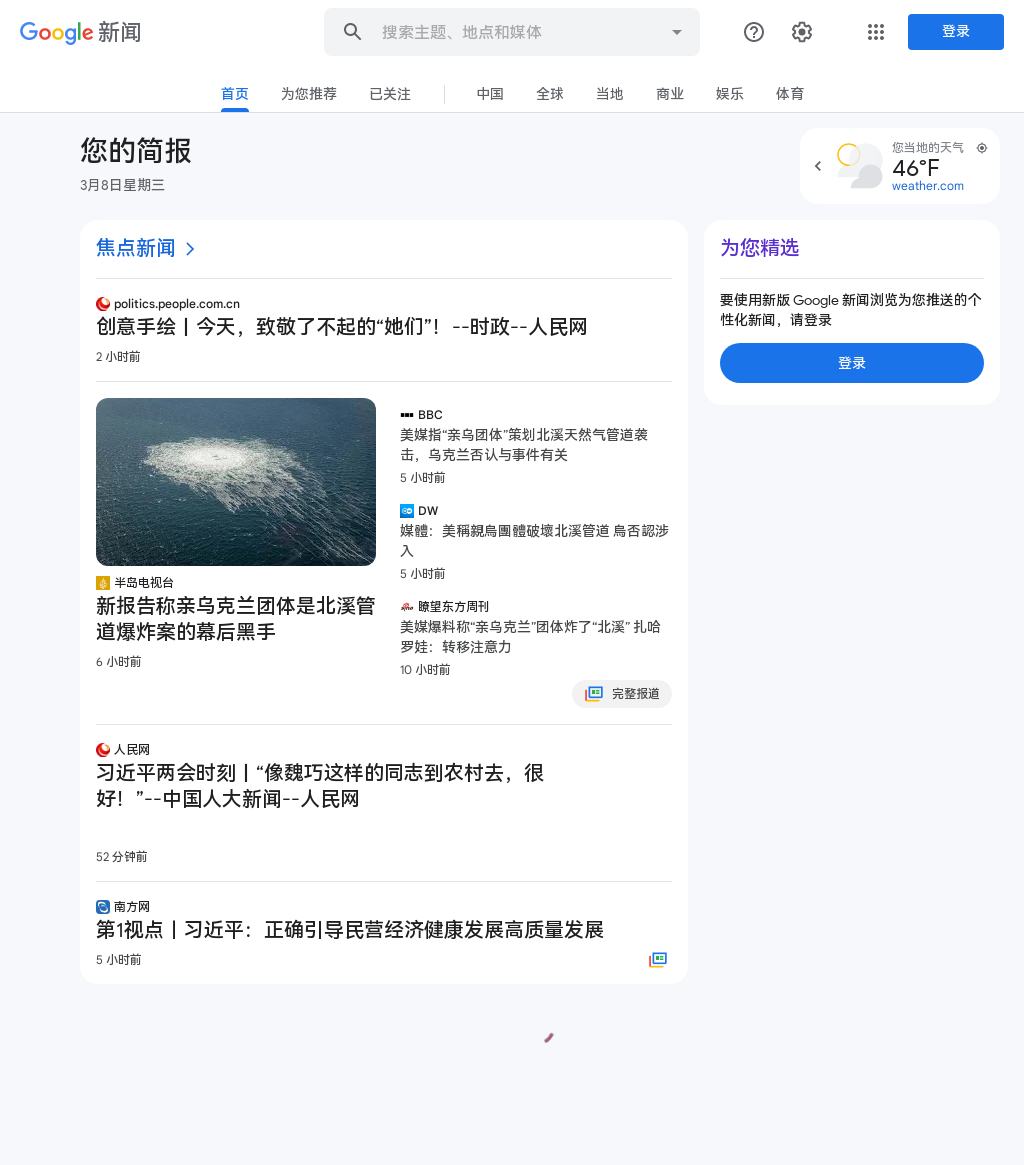 Google 新闻
搜索主题、地点和媒体
登录
首页
为您推荐
已关注
中国
全球
当地
商业
娱乐
体育
您的简报
3月8日星期三
您当地的天气
46°F
weather.com
焦点新闻
politics.people.com.cn
创意手绘丨今天，致敬了不起的“她们”！--时政--人民网
2 小时前
半岛电视台
新报告称亲乌克兰团体是北溪管
道爆炸案的幕后黑手
6 小时前
BBC
美媒指“亲乌团体”策划北溪天然气管道袭
击，乌克兰否认与事件有关
5 小时前
DW
媒體：美稱親烏團體破壞北溪管道 烏否認涉
入
5 小时前
瞭望东方周刊
美媒爆料称“亲乌克兰”团体炸了“北溪” 扎哈
罗娃：转移注意力
10 小时前
完整报道
人民网
习近平两会时刻丨“像魏巧这样的同志到农村去，很
好！”--中国人大新闻--人民网
52 分钟前
南方网
第1视点丨习近平：正确引导民营经济健康发展高质量发展
5 小时前
为您精选
要使用新版 Google 新闻浏览为您推送的个
性化新闻，请登录
登录